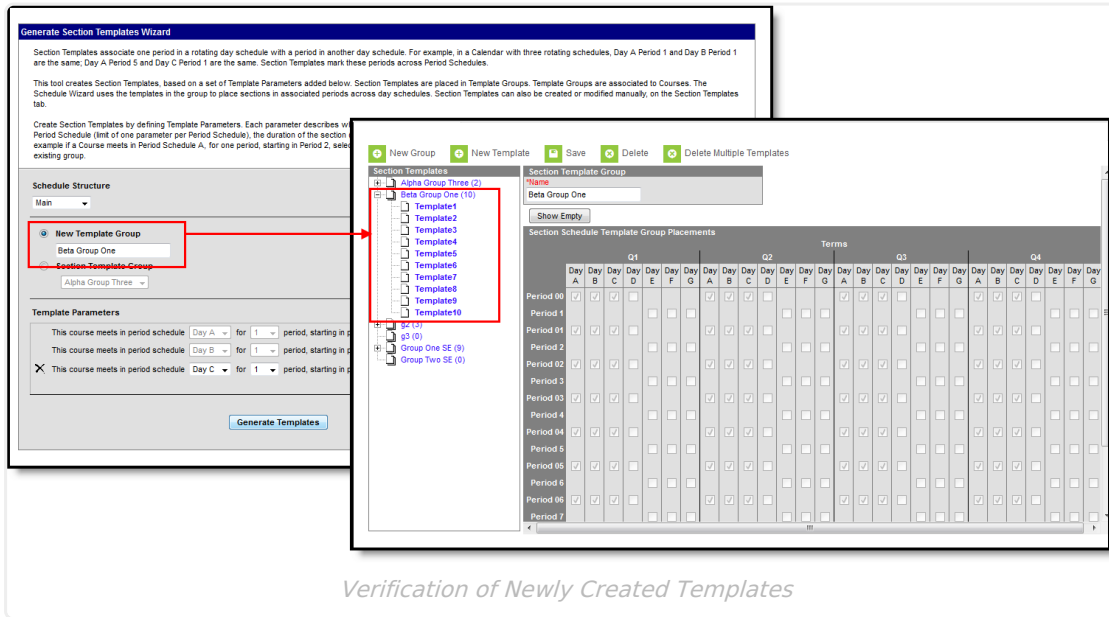 Generate Section Templates Wizard
Section Templates associate one period in a rotating day schedule with a period in another day schedule. For example, in a Calendar with three rotating schedules, Day A Period 1 and Day B Period 1
are the same; Day A Period 5 and Day C Period 1 are the same. Section Templates mark these periods across Period Schedules.
This tool creates Section Templates, based on a set of Template Parameters added below. Section Templates are placed in Template Groups. Template Groups are associated to Courses. The
Schedule Wizard uses the templates in the group to place sections in associated periods across day schedules. Section Templates can also be created or modified manually, on the Section Templates
tab.
Create Section Templates by defining Template Parameters. Each parameter describes
Period Schedule (limit of one parameter per Period Schedule), the duration of the section
example if a Course meets in Period Schedule A, for one period, starting in Period 2,
existing group.
Schedule Structure
Main
New Template Group
Beta Group One
Section Template Group
Alpha Group Three
Template Parameters
This course meets in period schedule Day A for 1 period, starting in
This course meets in period schedule Day B for 1 period, starting in
This course meets in period schedule Day C for 1 period, starting in
Generate Templates
New Group New Template Save Delete Delete Multiple Templates
Section Templates
Alpha Group Three (2)
Beta Group One (10)
Template1
Template2
Template3
Template4
Template5
Template6
Template7
Template8
Template9
Template10
g2 (3)
g3 (0)
Group One SE (9)
Group Two SE (0)
Section Template Group
*Name
Beta Group One
Show Empty
Section Schedule Template Group Placements
Terms
Q1 Q2 Q3 Q4
Day Day Day Day Day Day Day Day Day Day Day Day Day Day Day Day Day Day Day Day Day Day Day Day Day Day Day Day
A B C D E F G A B C D E F G A B C D E F G A B C D E F G
Period 00
Period 1
Period 01
Period 2
Period 02
Period 3
Period 03
Period 4
Period 04
Period 5
Period 05
Period 6
Period 06
Period 7
Verification of Newly Created Templates